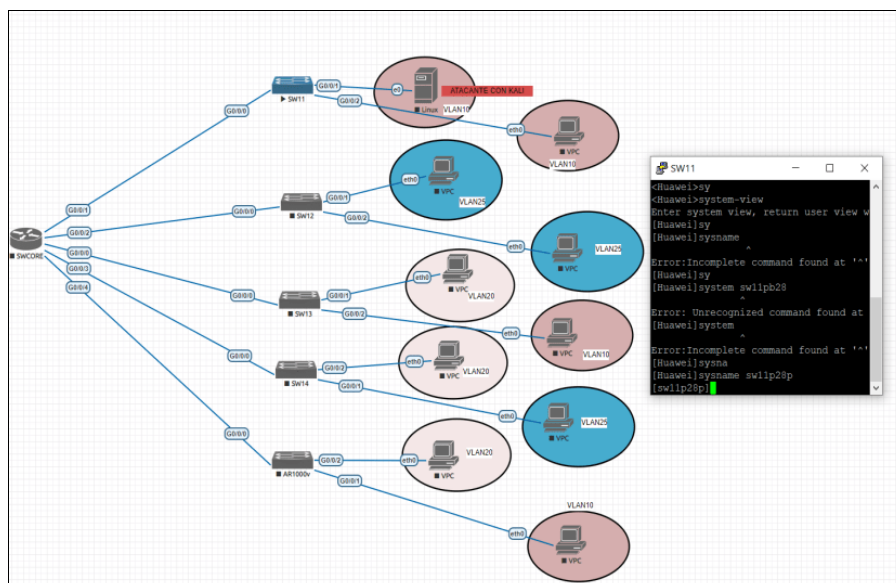 G0/0/1
e0
ATACANTE CON KALI
SW11
Linux
VLAN10
G0/0/0
G0/0/2
eth0
VPC
VLAN10
G0/0/1
eth0
VPC
VLAN25
G0/0/1
G0/0/0
SW12
G0/0/2
G0/0/2
eth0
VPC
VLAN25
SWCORE
G0/0/0
G0/0/3
G0/0/4
eth0
VPC
VLAN20
G0/0/0
G0/0/1
SW13
G0/0/2
eth0
VPC
VLAN10
G0/0/0
G0/0/2
eth0
VPC
VLAN20
SW14
G0/0/1
eth0
VPC
VLAN25
G0/0/0
G0/0/2
eth0
VPC
VLAN20
AR1000v
G0/0/1
VLAN10
eth0
VPC
SW11
<Huawei>sy
<Huawei>system-view
Enter system view, return user view w
[Huawei]sy
[Huawei]sysname
^
Error:Incomplete command found at '^'
[Huawei]sy
[Huawei]system sw11pb28
^
Error: Unrecognized command found at
[Huawei]system
^
Error:Incomplete command found at '^'
[Huawei]sysna
[Huawei]sysname sw11p28p
[sw11p28p]